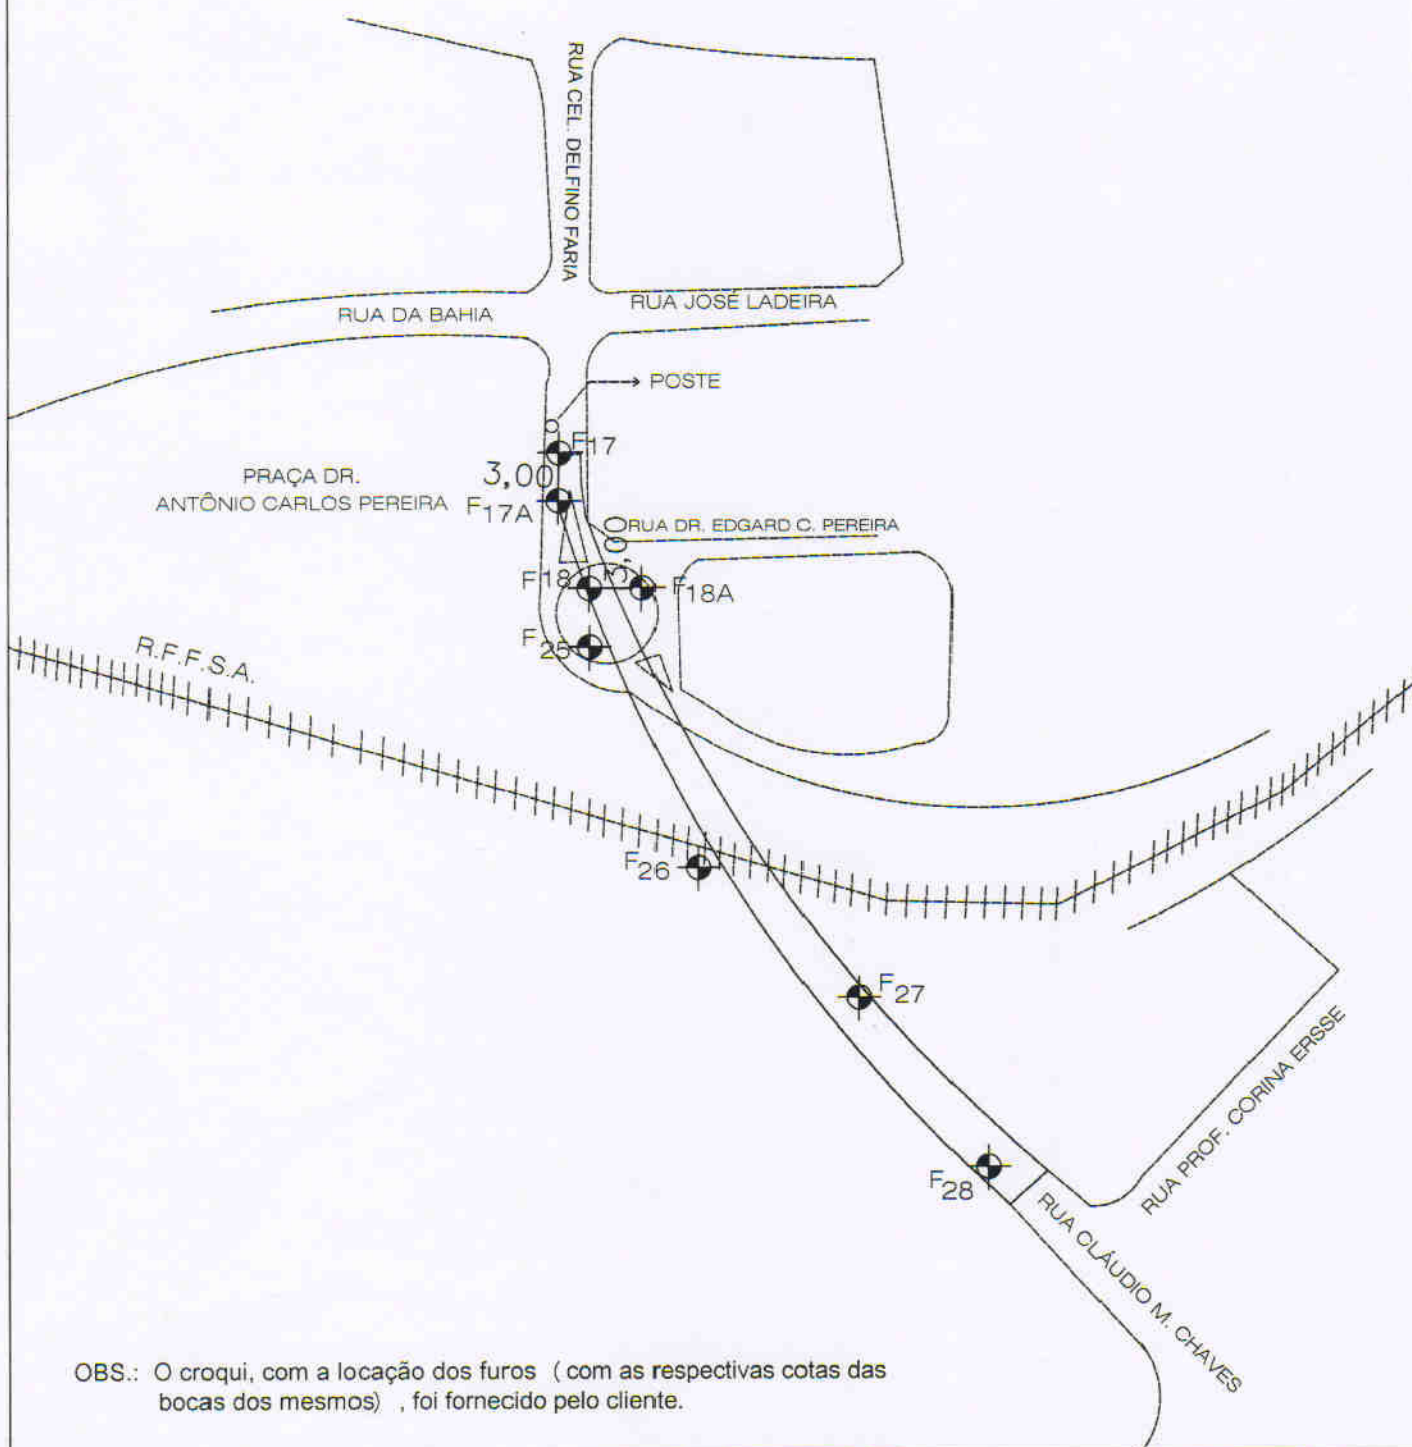 RUA CEL. DELFINO FARIA
RUA DA BAHIA
RUA JOSÉ LADEIRA
POSTE
F17
3,00
PRAÇA DR.
ANTÔNIO CARLOS PEREIRA
F17A
RUA DR. EDGARD C. PEREIRA
3,00
F18
F18A
F25
R.F.F.S.A.
F26
F27
F28
RUA PROF. CORINA ERSSE
RUA CLÁUDIO M. CHAVES
OBS.: O croqui, com a locação dos furos ( com as respectivas cotas das
bocas dos mesmos) , foi fornecido pelo cliente.